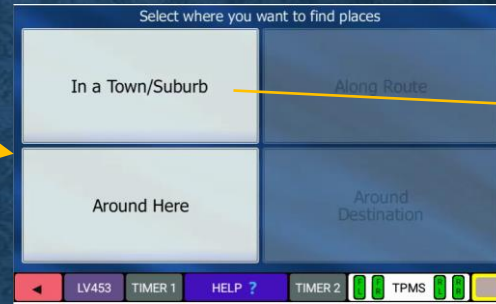 Select where you want to find places
In a Town/Suburb
Along Route
Around Here
Around
Destination
LV453 TIMER 1 HELP ? TIMER 2 TPMS